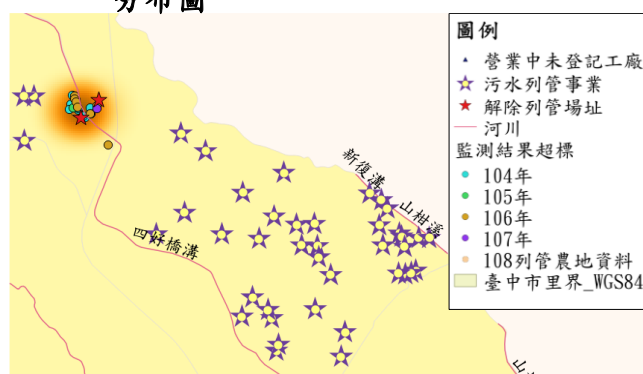 分布圖
圖例
營業中未登記工廠
污水列管事業
解除列管場址
河川
監測結果超標
104年
105年
106年
107年
108列管農地資料
臺中市里界_WGS84
新復溝
山柑溪
四好橋溝
山